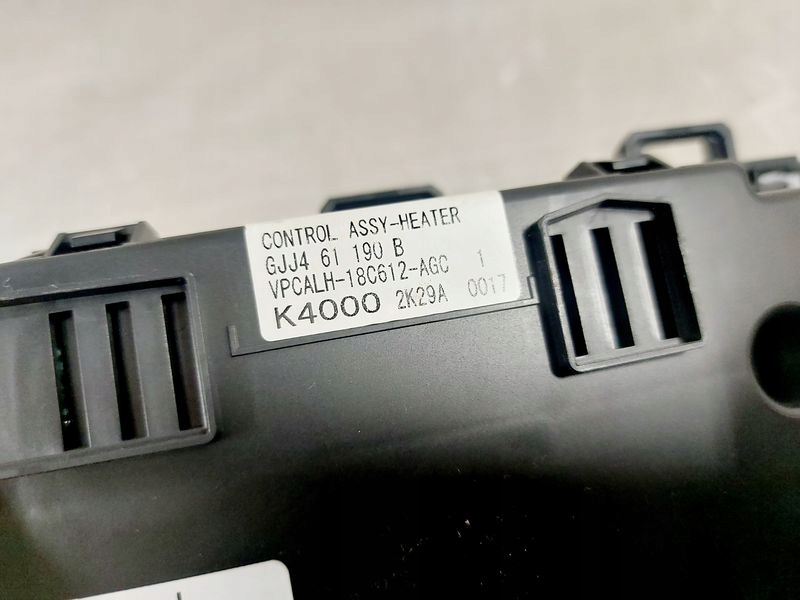 CONTROL ASSY-HEATER
GJJ4 61 190 B
VPCALH-18C612-AGC 1
K4000 2K29A 0017